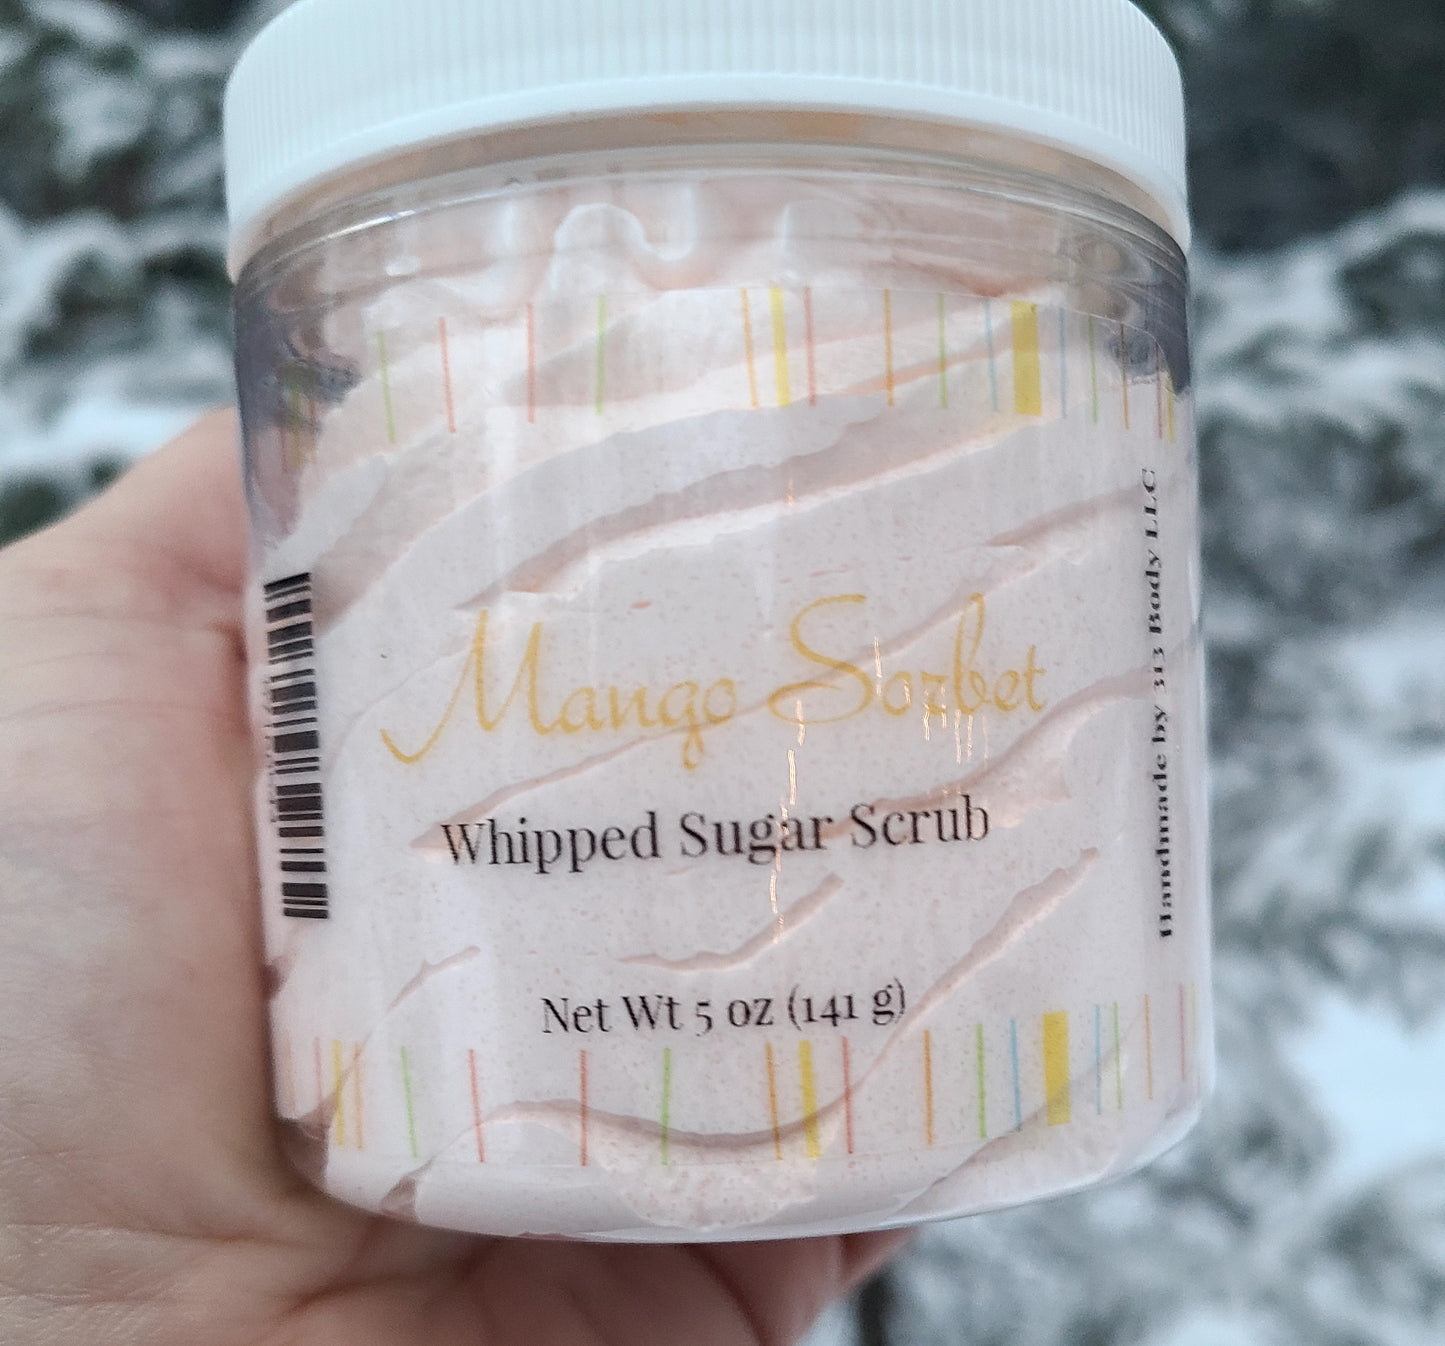 Mango Sorbet
Whipped Sugar Scrub
Net Wt 5 oz (141 g)
Handmade by 313 Body LLC